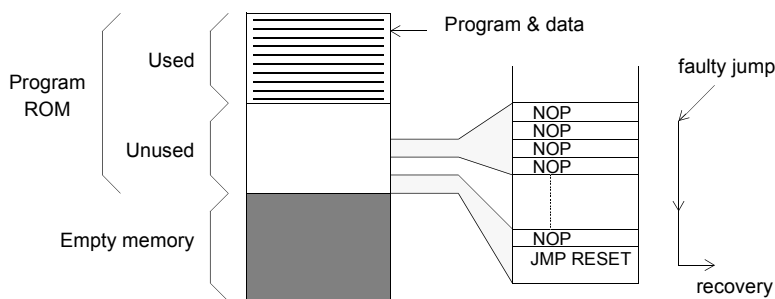 Program & data
Used
Program
ROM
Unused
Empty memory
NOP
NOP
NOP
NOP
NOP
JMP RESET
faulty jump
recovery